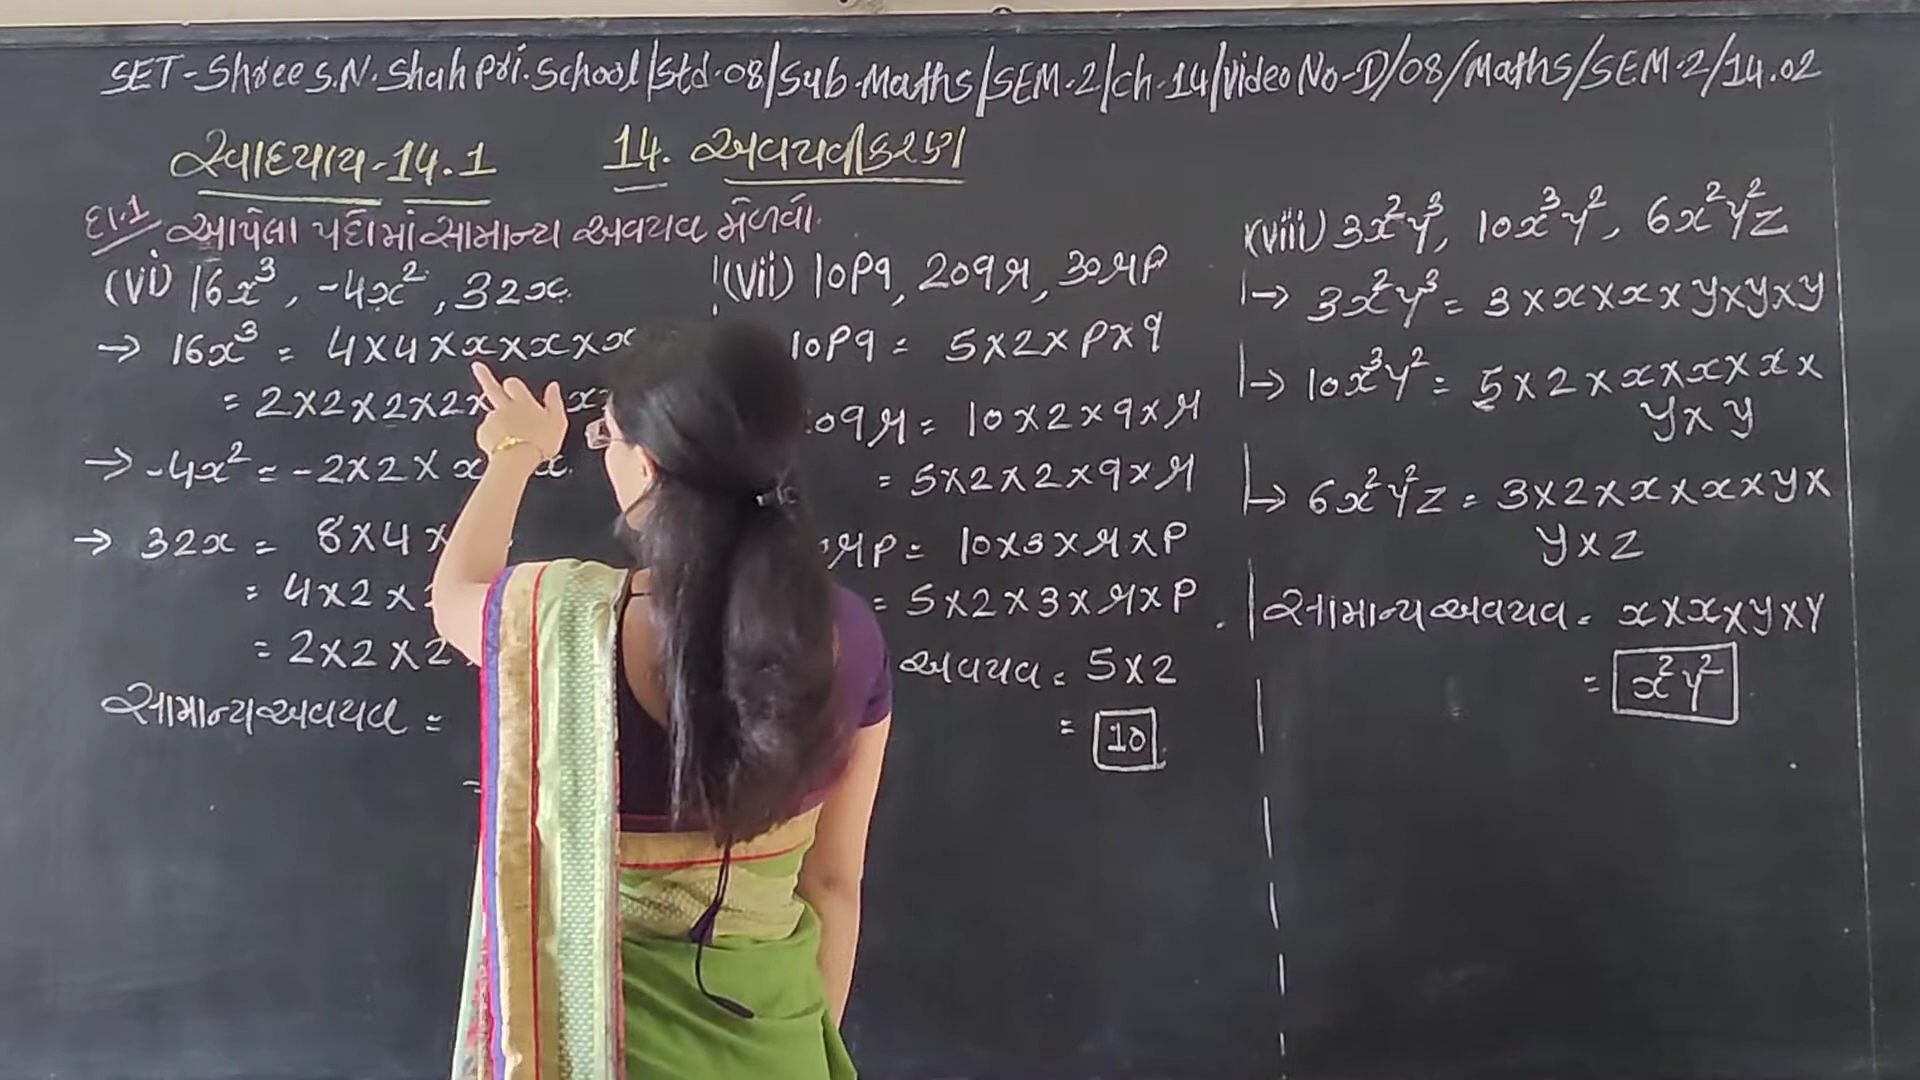 SET-Shree S.N. Shah Pri. School/Std-08/Sub.Maths/SEM-2/Ch-14/Video No-D/08/Maths/SEM-2/14.02
સ્વાધ્યાય-14.1
14. અવયવીકરણ
દા.1 આપેલા પદોમાં સામાન્ય અવયવ મેળવો.
(vi) 16x³, -4x², 32x.
→ 16x³ = 4×4×x×x×x
= 2×2×2×2×
→ -4x² = -2×2×
→ 32x = 8×4×
= 4×2×
= 2×2×2
સામાન્ય અવયવ =
(vii) 10pq, 20qr, 30rp
10pq = 5×2×p×q
0qr = 10×2×q×r
= 5×2×2×q×r
rp = 10×3×r×p
= 5×2×3×r×p
અવયવ = 5×2
= 10
(viii) 3x²y³, 10x³y², 6x²y²z
→ 3x²y³ = 3×x×x×y×y×y
→ 10x³y² = 5×2×x×x×x×
y×y
→ 6x²y²z = 3×2×x×x×y×
y×z
સામાન્ય અવયવ = x×x×y×y
= x²y²